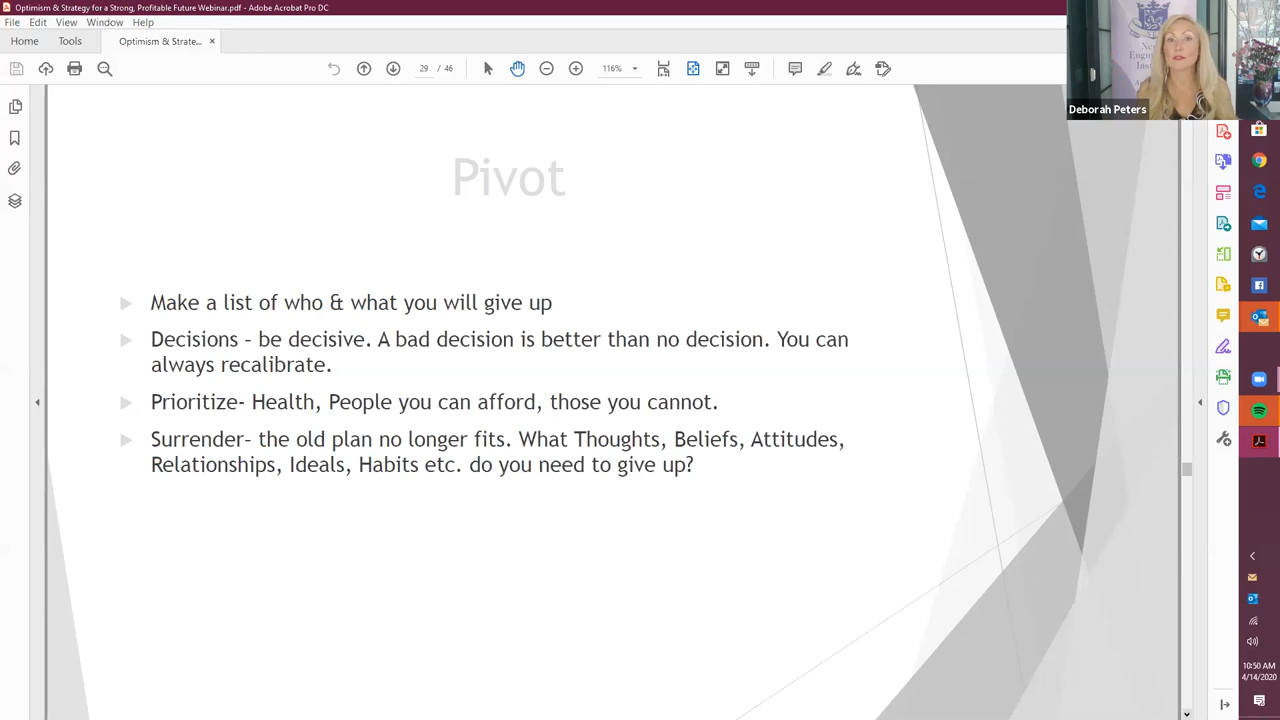 Optimism & Strategy for a Strong, Profitable Future Webinar.pdf - Adobe Acrobat Pro DC
File Edit View Window Help
Home Tools Optimism & Strate... ×
29 / 46 116%
Deborah Peters
Pivot
Make a list of who & what you will give up
Decisions – be decisive. A bad decision is better than no decision. You can
always recalibrate.
Prioritize- Health, People you can afford, those you cannot.
Surrender– the old plan no longer fits. What Thoughts, Beliefs, Attitudes,
Relationships, Ideals, Habits etc. do you need to give up?
10:50 AM
4/14/2020